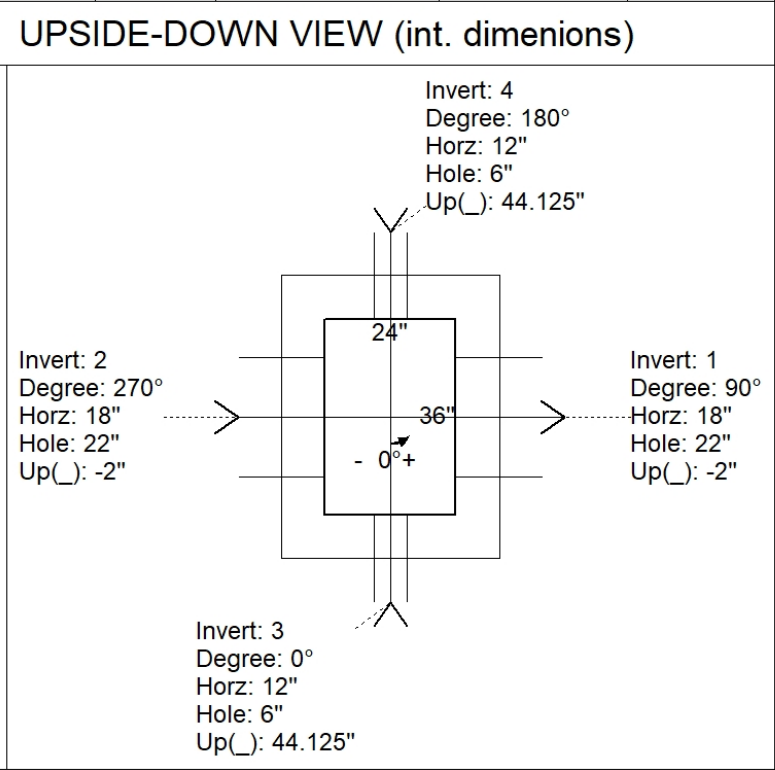 UPSIDE-DOWN VIEW (int. dimenions)
Invert: 4
Degree: 180°
Horz: 12"
Hole: 6"
Up(_): 44.125"
24"
Invert: 2
Degree: 270°
Horz: 18"
Hole: 22"
Up(_): -2"
36"
- 0°+
Invert: 1
Degree: 90°
Horz: 18"
Hole: 22"
Up(_): -2"
Invert: 3
Degree: 0°
Horz: 12"
Hole: 6"
Up(_): 44.125"